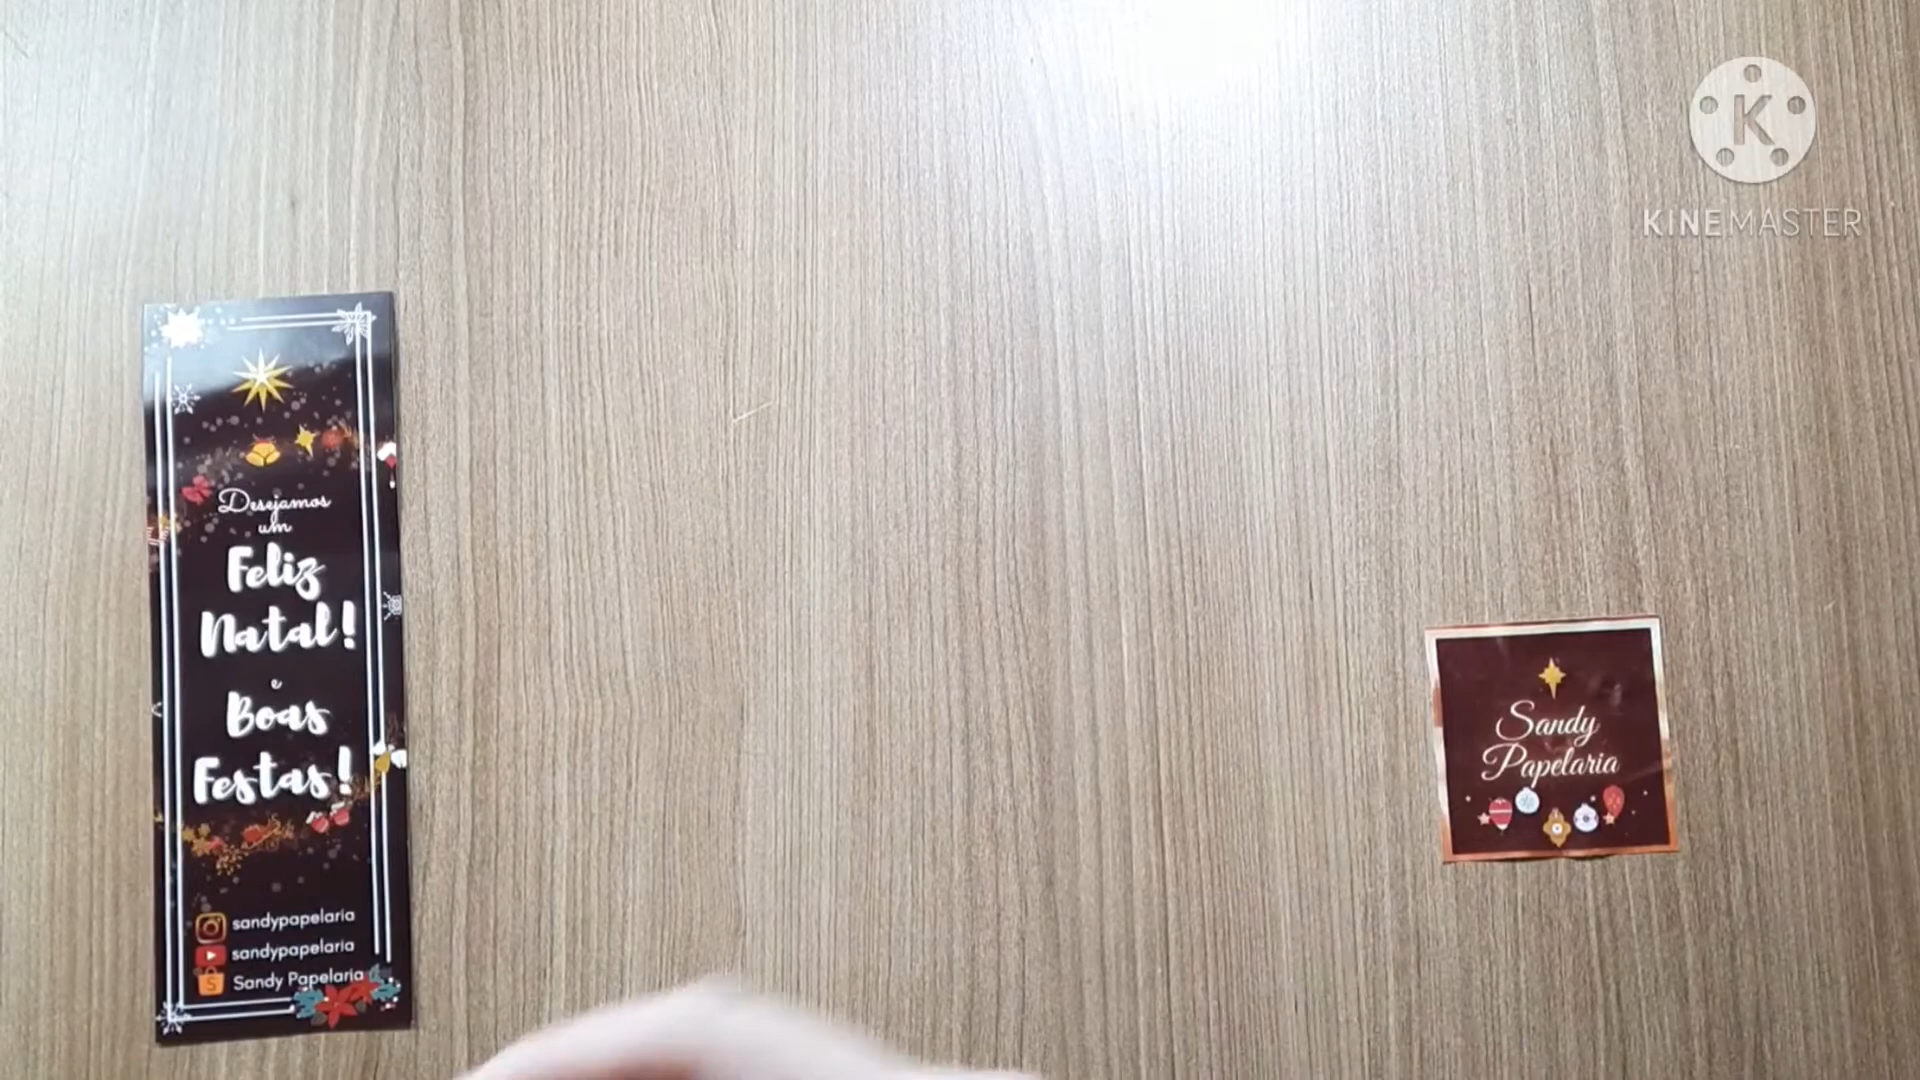 K
KINEMASTER
Desejamos
um
Feliz
Natal!
e
Boas
Festas!
sandypapelaria
sandypapelaria
S Sandy Papelaria
Sandy
Papelaria